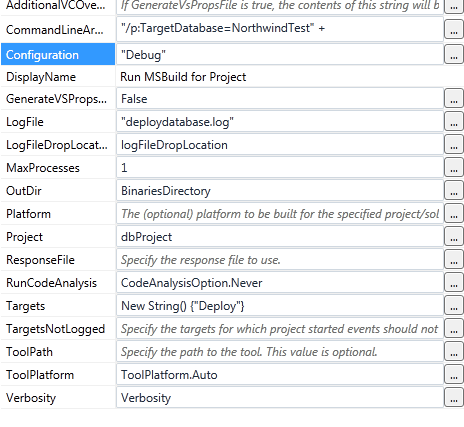 AdditionalVCOve... If GenerateVsPropsFile is true, the contents of this string will b
CommandLineAr... "/p:TargetDatabase=NorthwindTest" + ...
Configuration "Debug" ...
DisplayName Run MSBuild for Project
GenerateVSProps... False ...
LogFile "deploydatabase.log" ...
LogFileDropLocat... logFileDropLocation ...
MaxProcesses 1 ...
OutDir BinariesDirectory ...
Platform The (optional) platform to be built for the specified project/sol ...
Project dbProject ...
ResponseFile Specify the response file to use. ...
RunCodeAnalysis CodeAnalysisOption.Never ...
Targets New String() {"Deploy"} ...
TargetsNotLogged Specify the targets for which project started events should not ...
ToolPath Specify the path to the tool. This value is optional. ...
ToolPlatform ToolPlatform.Auto ...
Verbosity Verbosity ...